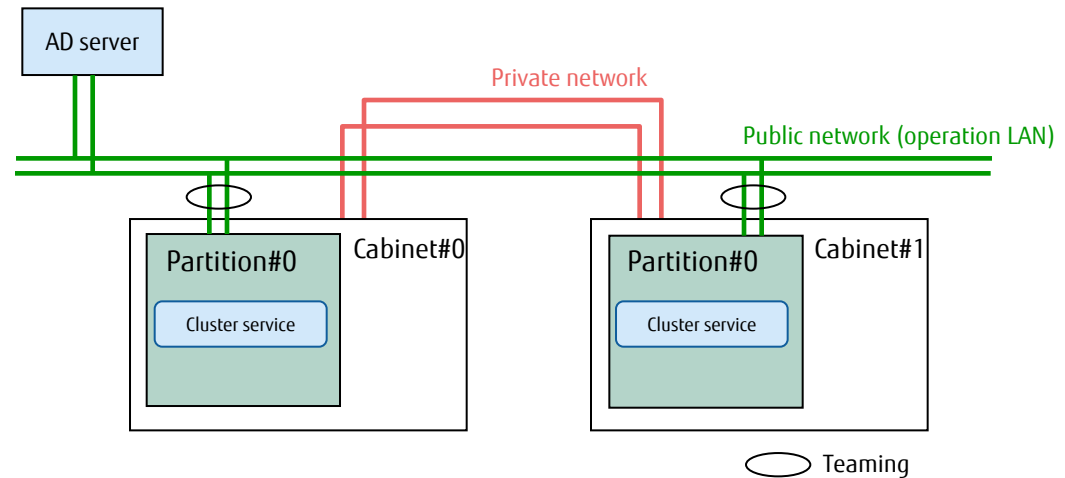 AD server
Private network
Public network (operation LAN)
Cabinet#0
Partition#0
Cluster service
Cabinet#1
Partition#0
Cluster service
Teaming